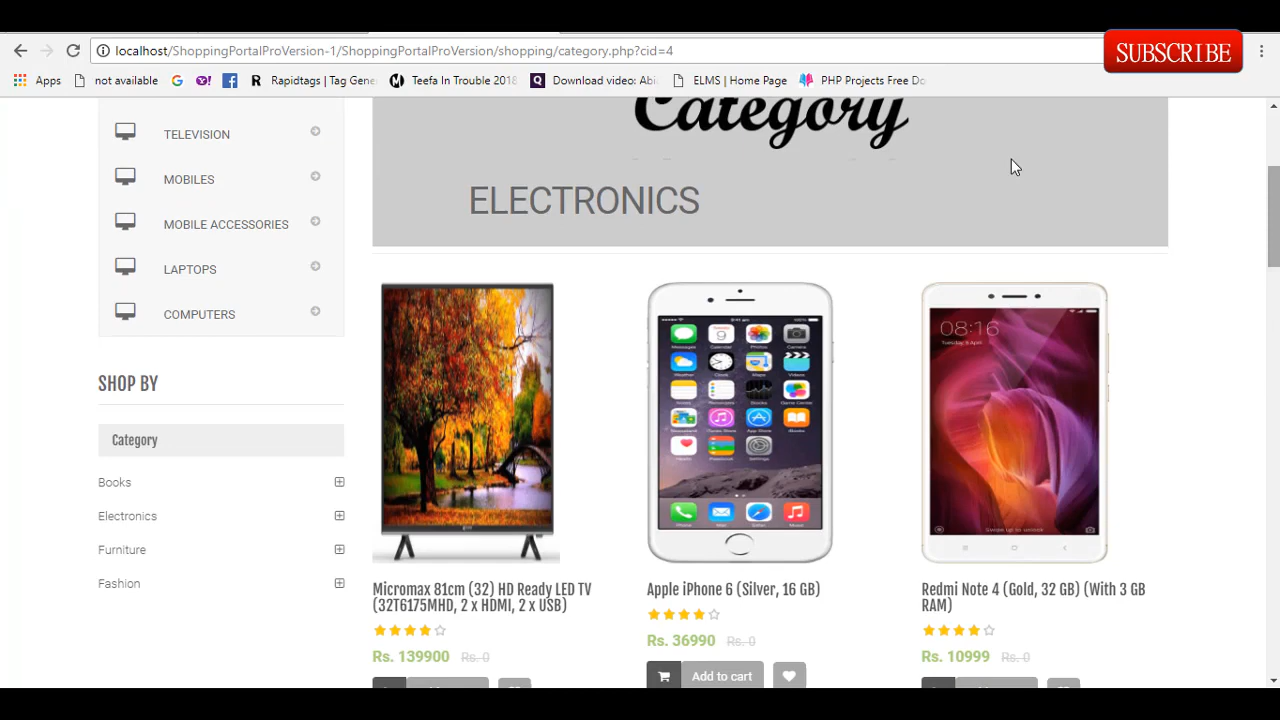 localhost/ShoppingPortalProVersion-1/ShoppingPortalProVersion/shopping/category.php?cid=4
SUBSCRIBE
Apps not available Rapidtags | Tag Gene Teefa In Trouble 2018 Download video: Abi ELMS | Home Page PHP Projects Free Do
Category
ELECTRONICS
TELEVISION
MOBILES
MOBILE ACCESSORIES
LAPTOPS
COMPUTERS
SHOP BY
Category
Books
Electronics
Furniture
Fashion
08:16
Micromax 81cm (32) HD Ready LED TV
(32T6175MHD, 2 x HDMI, 2 x USB)
Rs. 139900 Rs. 0
Apple iPhone 6 (Silver, 16 GB)
Rs. 36990 Rs. 0
Add to cart
Redmi Note 4 (Gold, 32 GB) (With 3 GB
RAM)
Rs. 10999 Rs. 0